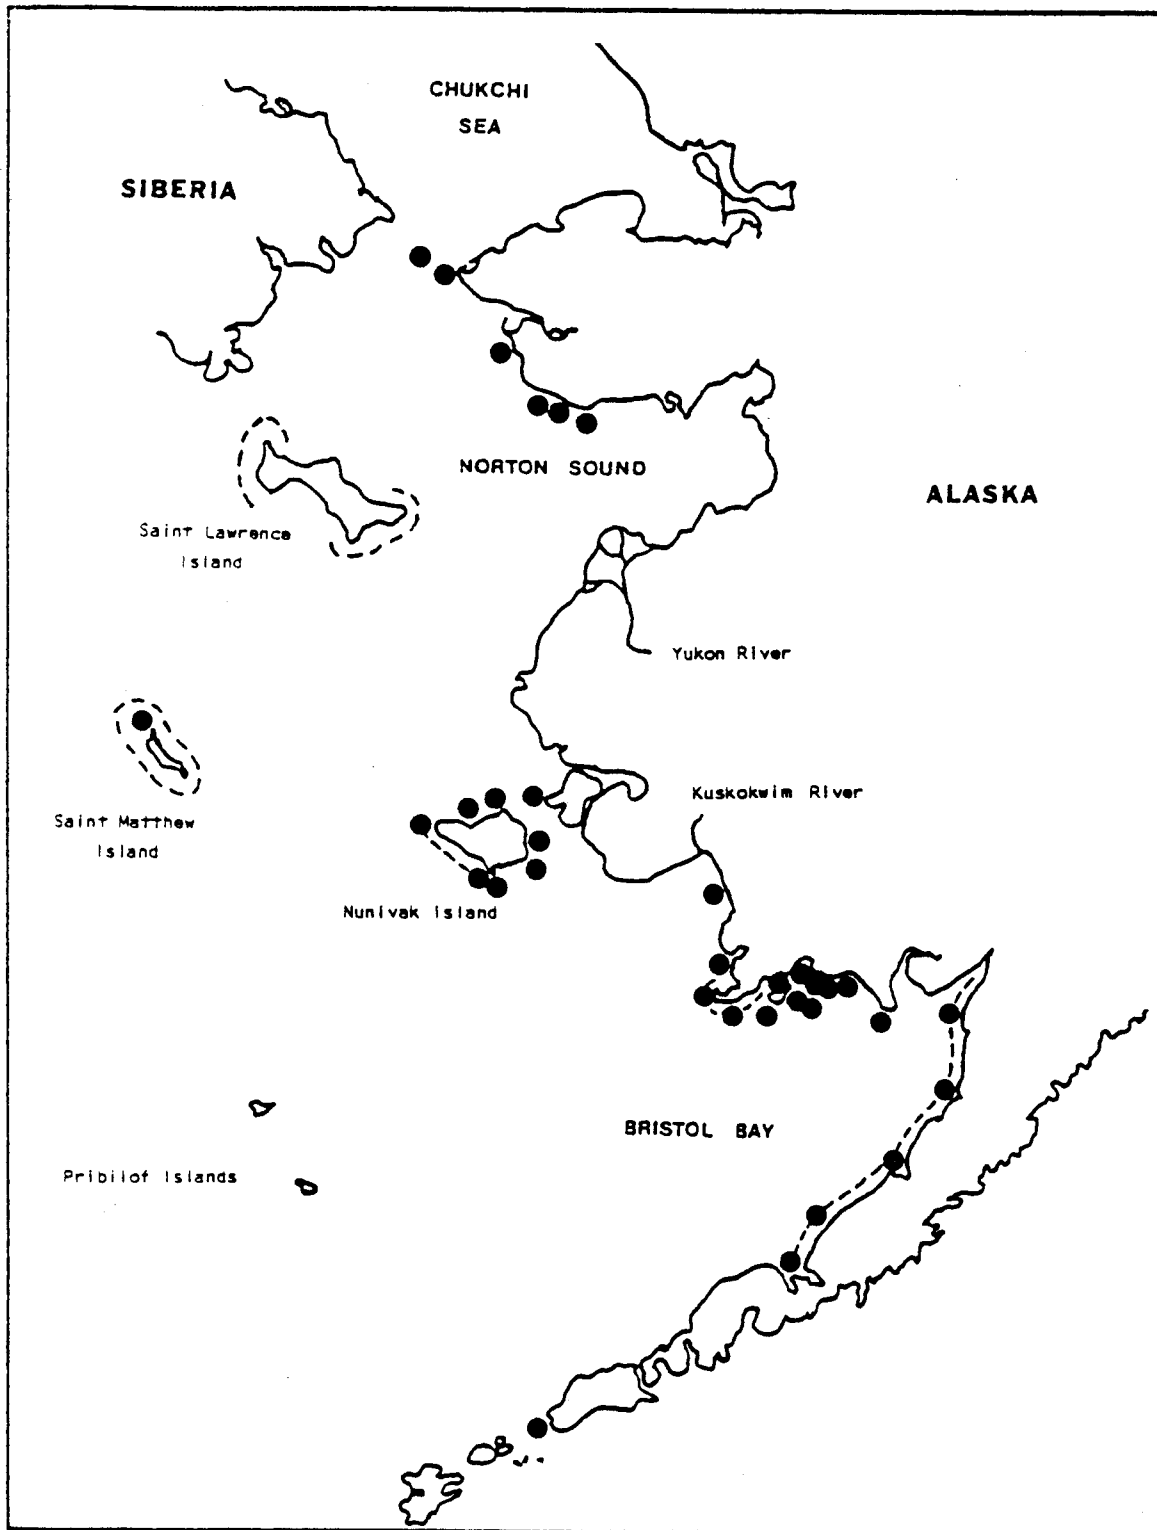 CHUKCHI
SEA
SIBERIA
NORTON SOUND
ALASKA
Saint Lawrence
Island
Yukon River
Kuskokwim River
Saint Matthew
Island
Nunivak Island
BRISTOL BAY
Pribilof Islands